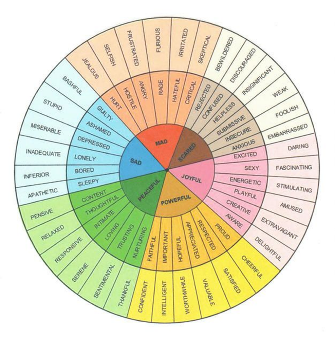 MAD
SCARED
JOYFUL
POWERFUL
PEACEFUL
SAD
HURT
HOSTILE
ANGRY
RAGE
HATEFUL
CRITICAL
REJECTED
CONFUSED
HELPLESS
SUBMISSIVE
INSECURE
ANXIOUS
EXCITED
SEXY
ENERGETIC
PLAYFUL
CREATIVE
AWARE
PROUD
RESPECTED
APPRECIATED
HOPEFUL
IMPORTANT
FAITHFUL
NURTURING
TRUSTING
LOVING
INTIMATE
THOUGHTFUL
CONTENT
SLEEPY
BORED
LONELY
DEPRESSED
ASHAMED
GUILTY
JEALOUS
SELFISH
FRUSTRATED
FURIOUS
IRRITATED
SKEPTICAL
BEWILDERED
DISCOURAGED
INSIGNIFICANT
WEAK
FOOLISH
EMBARRASSED
DARING
FASCINATING
STIMULATING
AMUSED
EXTRAVAGANT
DELIGHTFUL
CHEERFUL
SATISFIED
VALUABLE
WORTHWHILE
INTELLIGENT
CONFIDENT
THANKFUL
SENTIMENTAL
SERENE
RESPONSIVE
RELAXED
PENSIVE
APATHETIC
INFERIOR
INADEQUATE
MISERABLE
STUPID
BASHFUL